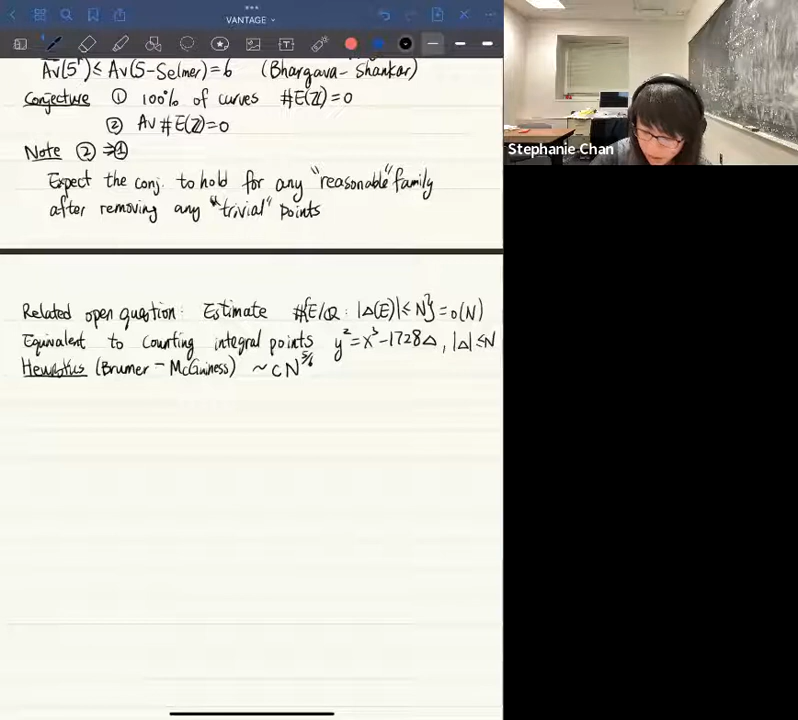 VANTAGE
Av(5^r) ≤ Av(5-Selmer) = 6 (Bhargava-Shankar)
Conjecture ① 100% of curves #E(ℤ)=0
② Av #E(ℤ)=0
Note ② ⇒ ①
Expect the conj. to hold for any "reasonable" family
after removing any "trivial" points
Related open question: Estimate #{E/ℚ : |Δ(E)| ≤ N} = o(N)
Equivalent to counting integral points y² = x³ - 1728Δ, |Δ| ≤ N
Heuristics (Brumer - McGuiness) ~ cN^{5/6}
Stephanie Chan